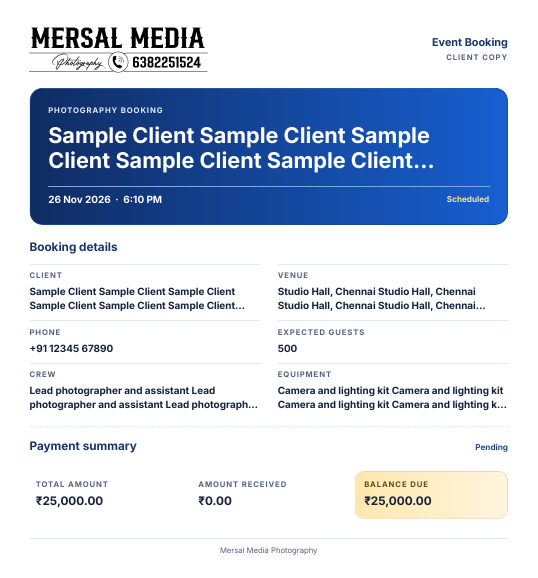 MERSAL MEDIA
Photography 6382251524
Event Booking
CLIENT COPY
PHOTOGRAPHY BOOKING
Sample Client Sample Client Sample
Client Sample Client Sample Client...
26 Nov 2026 · 6:10 PM
Scheduled
Booking details
CLIENT
Sample Client Sample Client Sample Client
Sample Client Sample Client Sample Client...
VENUE
Studio Hall, Chennai Studio Hall, Chennai
Studio Hall, Chennai Studio Hall, Chennai...
PHONE
+91 12345 67890
EXPECTED GUESTS
500
CREW
Lead photographer and assistant Lead
photographer and assistant Lead photograph...
EQUIPMENT
Camera and lighting kit Camera and lighting kit
Camera and lighting kit Camera and lighting k...
Payment summary
Pending
TOTAL AMOUNT
₹25,000.00
AMOUNT RECEIVED
₹0.00
BALANCE DUE
₹25,000.00
Mersal Media Photography